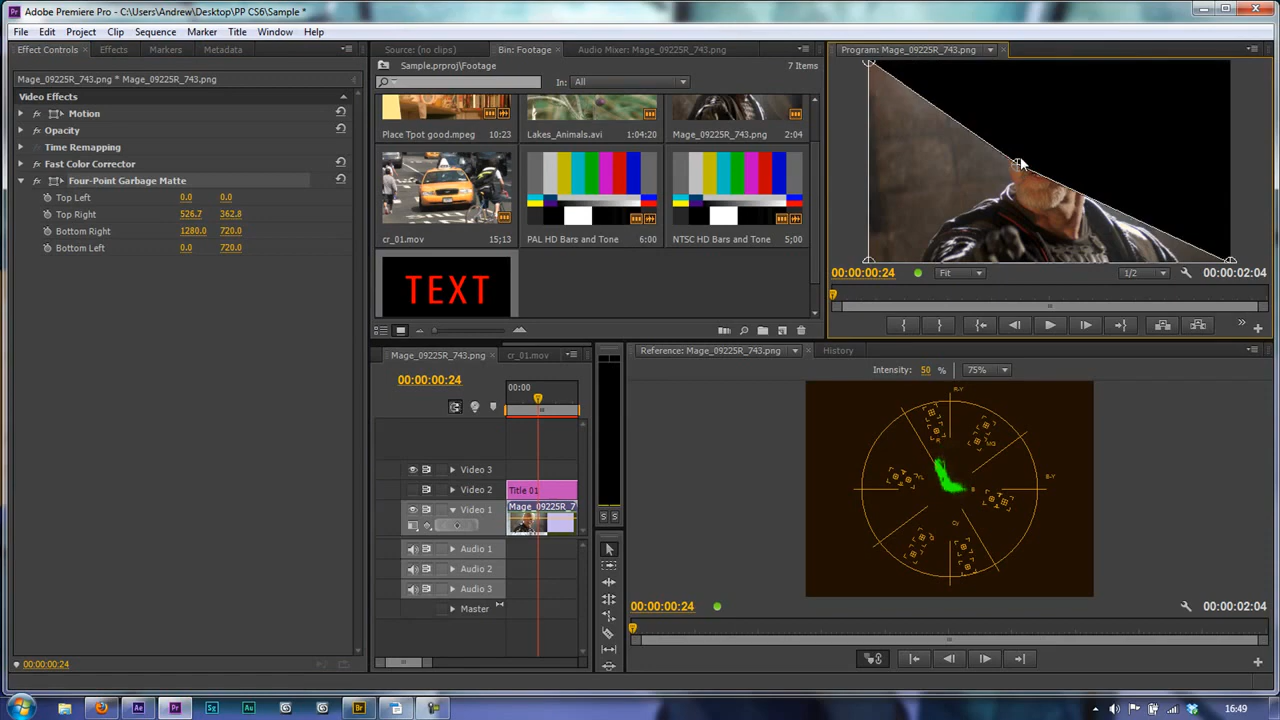 Adobe Premiere Pro - C:\Users\Andrew\Desktop\PP CS6\Sample *
File Edit Project Clip Sequence Marker Title Window Help
Effect Controls Effects Markers Metadata
Mage_09225R_743.png * Mage_09225R_743.png
Video Effects
Motion
Opacity
Time Remapping
Fast Color Corrector
Four-Point Garbage Matte
Top Left 0.0 0.0
Top Right 526.7 362.8
Bottom Right 1280.0 720.0
Bottom Left 0.0 720.0
00:00:00:24
Source: (no clips) Bin: Footage Audio Mixer: Mage_09225R_743.png
Sample.prproj\Footage 7 Items
In: All
Place Tpot good.mpeg 10:23 Lakes_Animals.avi 1:04:20 Mage_09225R_743.png 2:04
cr_01.mov 15;13 PAL HD Bars and Tone 6:00 NTSC HD Bars and Tone 5;00
TEXT
Program: Mage_09225R_743.png
00:00:00:24 Fit 1/2 00:00:02:04
Mage_09225R_743.png cr_01.mov
00:00:00:24 00:00
Video 3
Video 2 Title 01
Video 1 Mage_09225R_7
Audio 1
Audio 2
Audio 3
Master
S S
Reference: Mage_09225R_743.png History
Intensity: 50 % 75%
R-Y
MG
B-Y
B
00:00:00:24 00:00:02:04
Ae Pr Sg Au Br
16:49